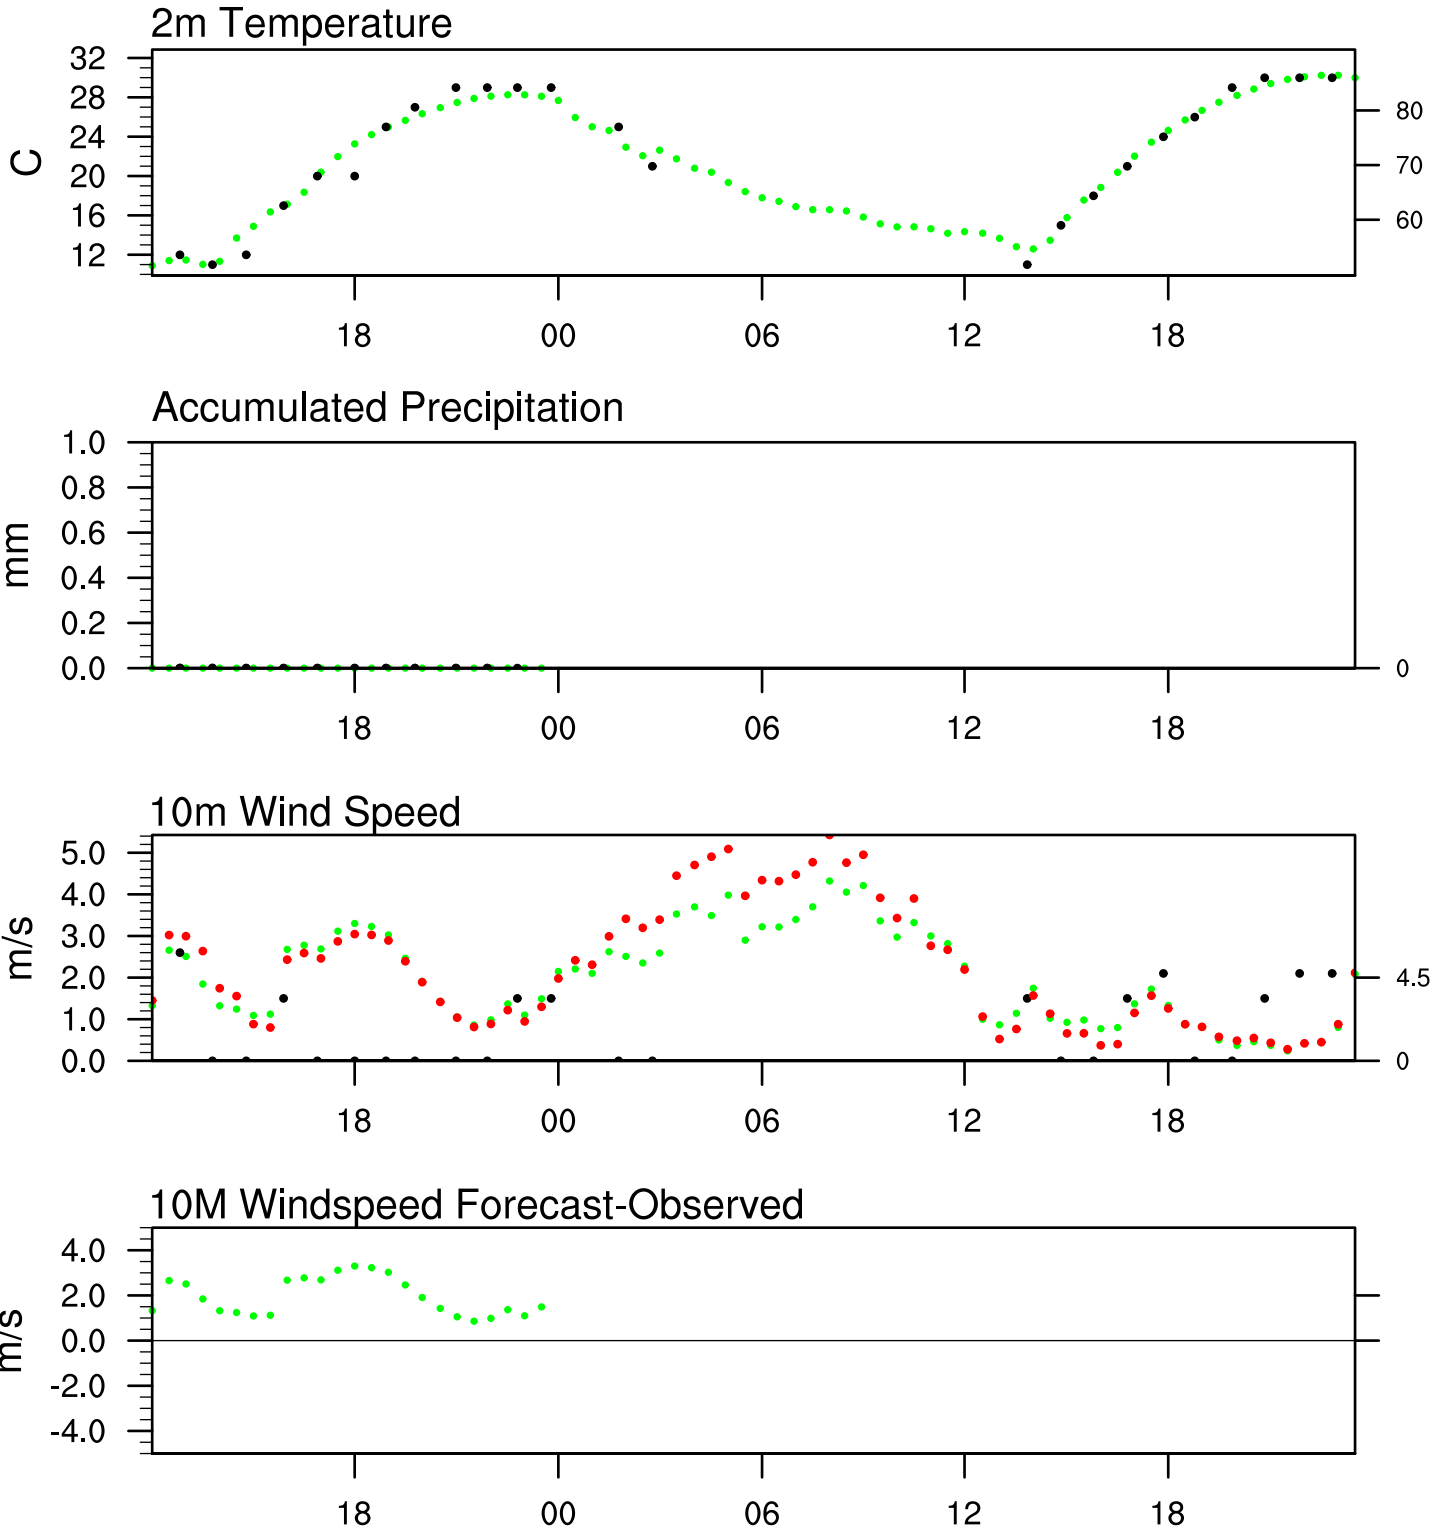 2m Temperature
32
28
24
20
16
12
C
80
70
60
18 00 06 12 18
Accumulated Precipitation
1.0
0.8
0.6
0.4
0.2
0.0
mm
0
18 00 06 12 18
10m Wind Speed
5.0
4.0
3.0
2.0
1.0
0.0
m/s
4.5
0
18 00 06 12 18
10M Windspeed Forecast-Observed
4.0
2.0
0.0
-2.0
-4.0
m/s
18 00 06 12 18